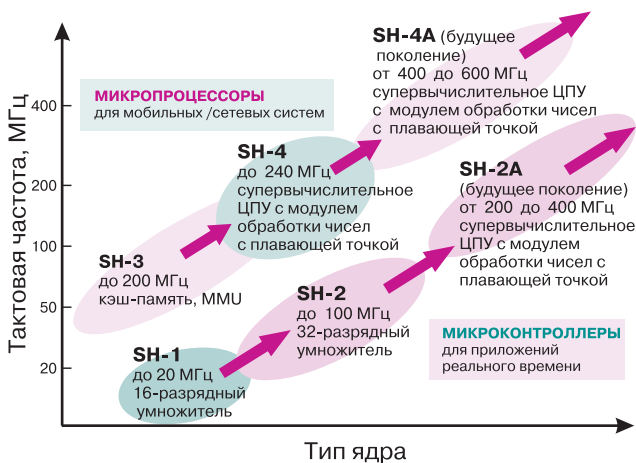 SH-4A (будущее
поколение)
от 400 до 600 МГц
супервычислительное ЦПУ
с модулем обработки чисел
с плавающей точкой
МИКРОПРОЦЕССОРЫ
для мобильных /сетевых систем
SH-4
до 240 МГц
супервычислительное
ЦПУ с модулем
обработки чисел
с плавающей точкой
SH-2A
(будущее поколение)
от 200 до 400 МГц
супервычислительное
ЦПУ с модулем
обработки чисел с
плавающей точкой
SH-3
до 200 МГц
кэш-память, MMU
SH-2
до 100 МГц
32-разрядный
умножитель
МИКРОКОНТРОЛЛЕРЫ
для приложений
реального времени
SH-1
до 20 МГц
16-разрядный
умножитель
Тактовая частота, МГц
400
200
100
50
20
Тип ядра